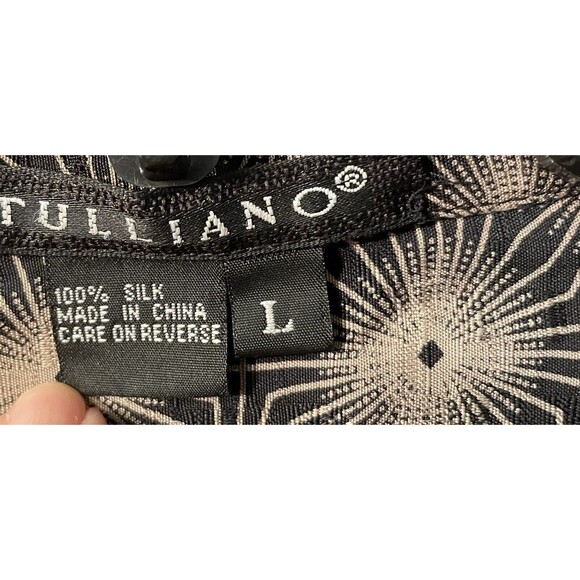 TULLIANO®
100% SILK
MADE IN CHINA
CARE ON REVERSE
L